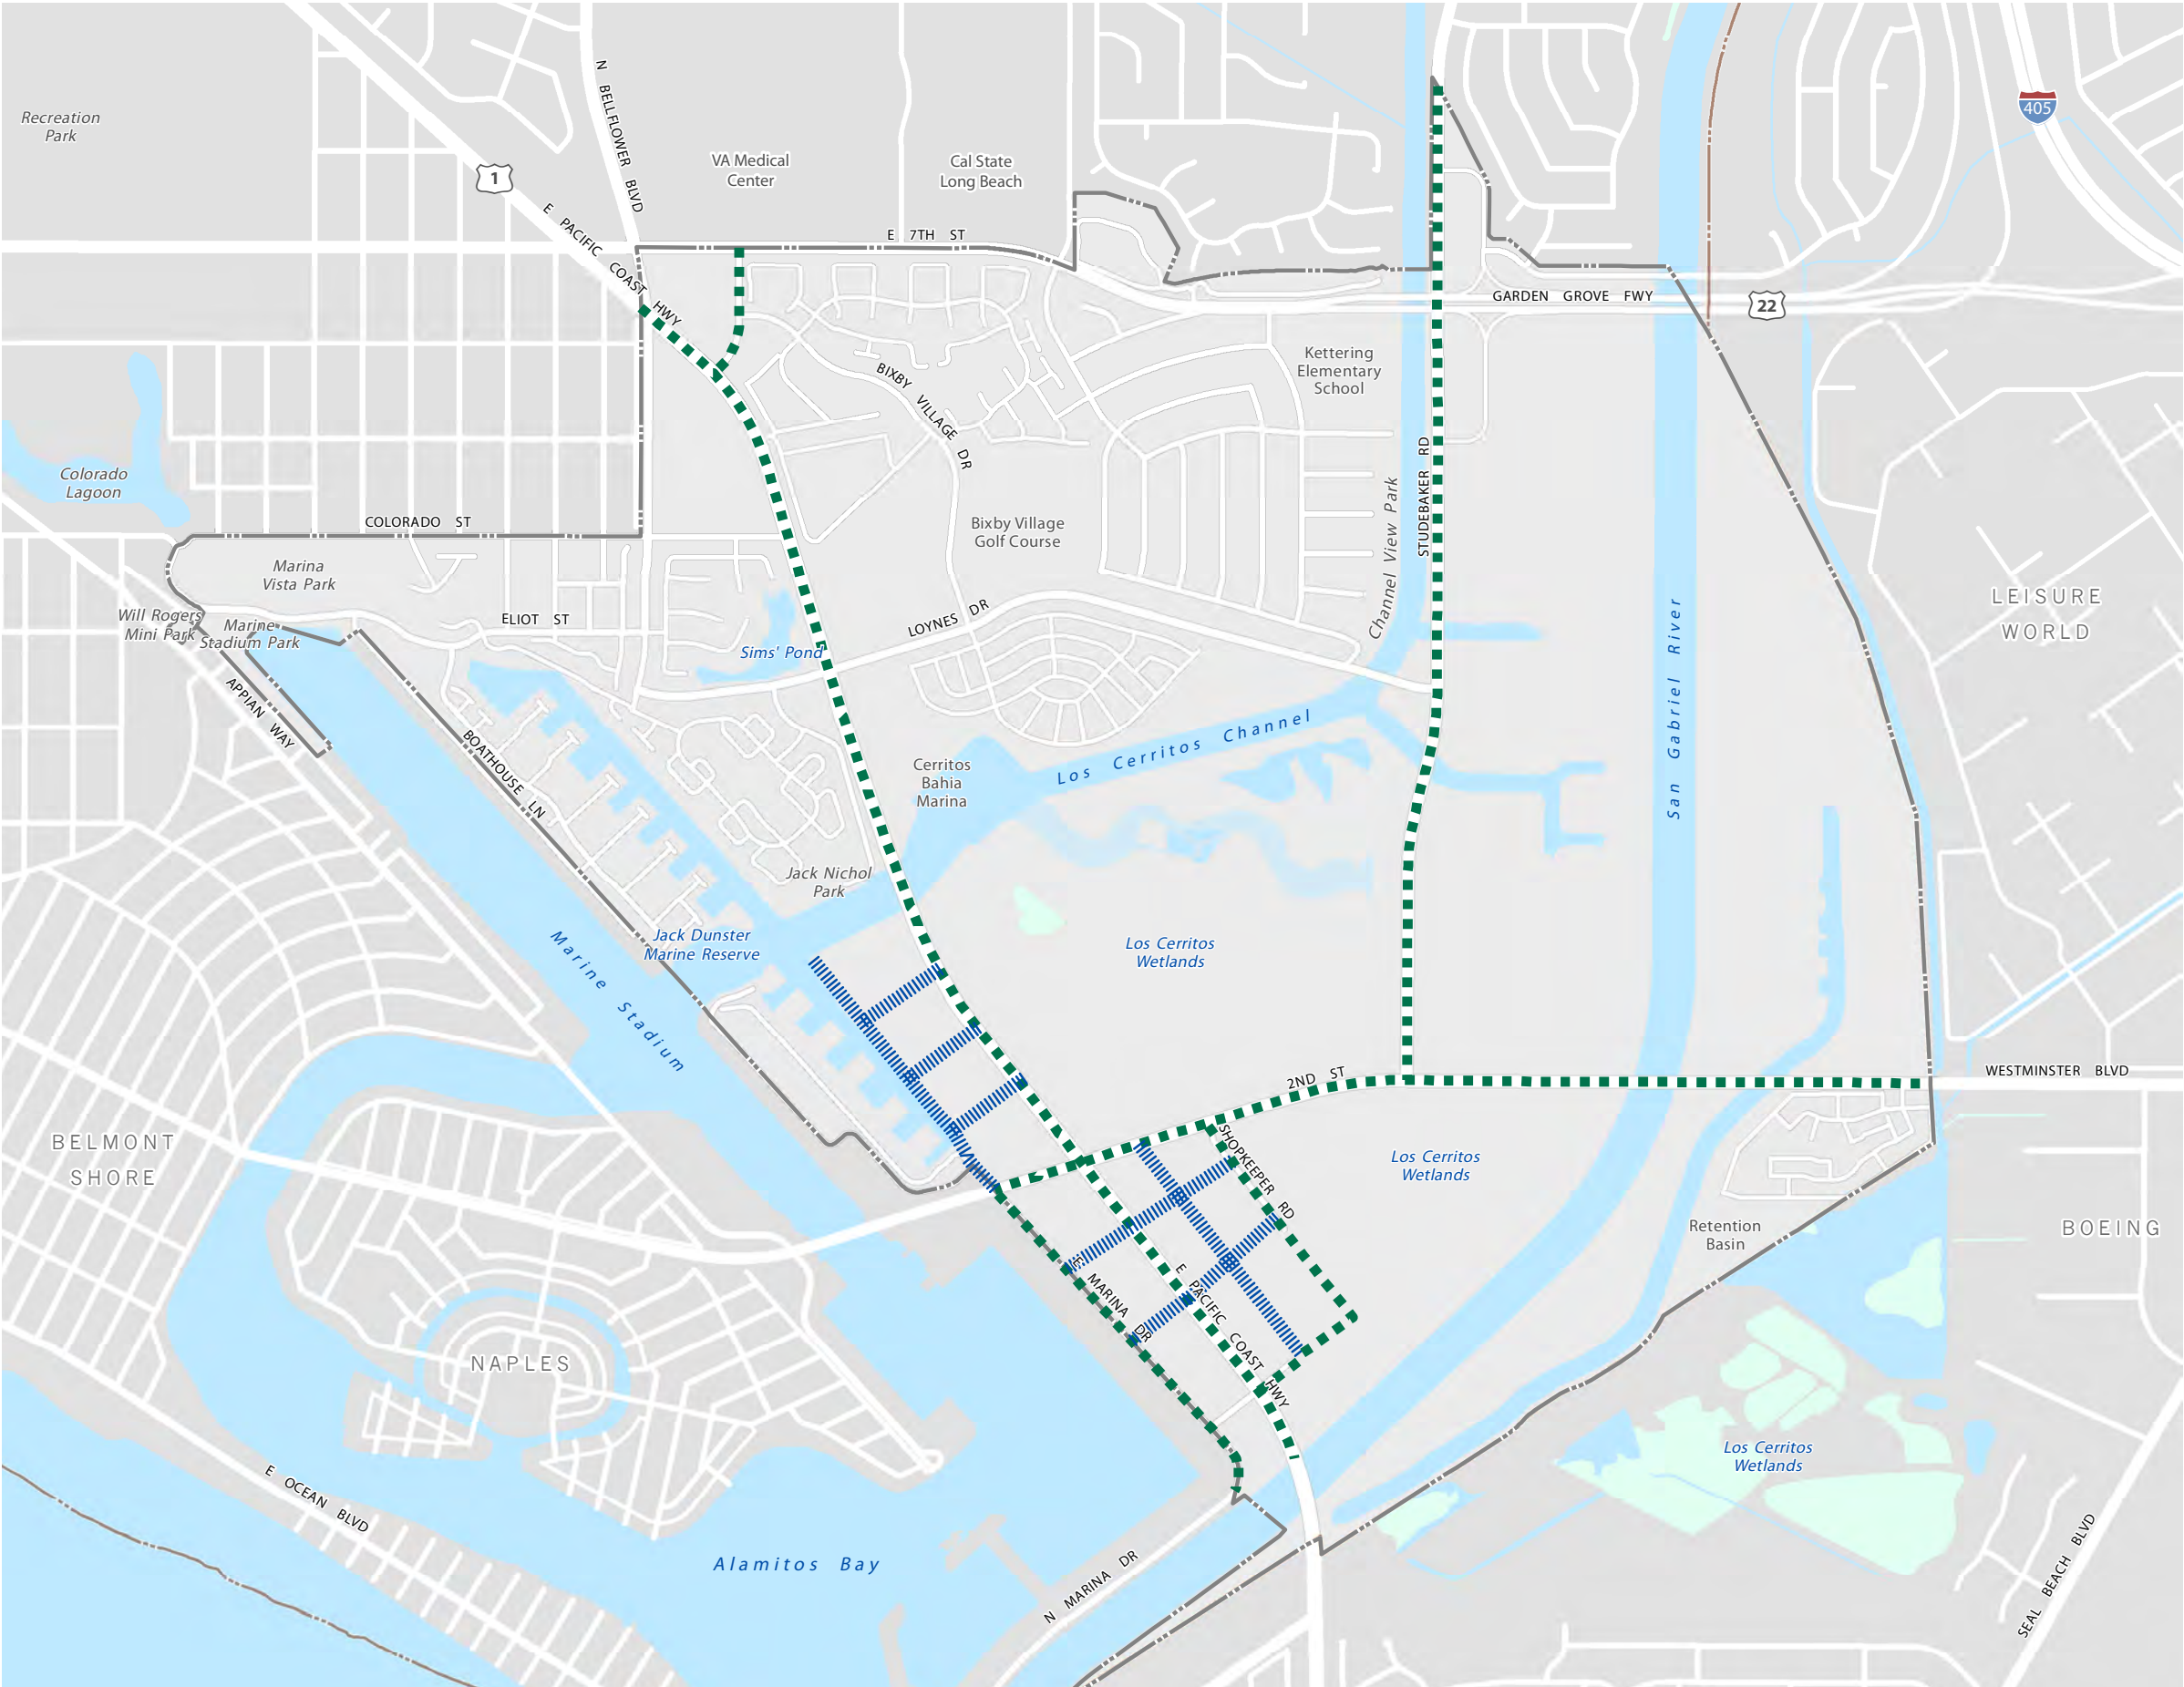 Recreation
Park
N BELLFLOWER BLVD
VA Medical
Center
Cal State
Long Beach
405
1
E PACIFIC COAST HWY
E 7TH ST
GARDEN GROVE FWY
22
Kettering
Elementary
School
BIXBY VILLAGE DR
STUDEBAKER RD
Colorado
Lagoon
COLORADO ST
Bixby Village
Golf Course
Channel View Park
Marina
Vista Park
LEISURE
WORLD
Will Rogers
Mini Park
Marine
Stadium Park
ELIOT ST
LOYNES DR
Sims' Pond
San Gabriel River
APPIAN WAY
BOATHOUSE LN
Los Cerritos Channel
Cerritos
Bahia
Marina
Jack Nichol
Park
Jack Dunster
Marine Reserve
Los Cerritos
Wetlands
Marine Stadium
2ND ST
WESTMINSTER BLVD
BELMONT
SHORE
SHOPKEEPER RD
Los Cerritos
Wetlands
Retention
Basin
BOEING
E MARINA DR
E PACIFIC COAST HWY
NAPLES
Los Cerritos
Wetlands
E OCEAN BLVD
Alamitos Bay
N MARINA DR
SEAL BEACH BLVD